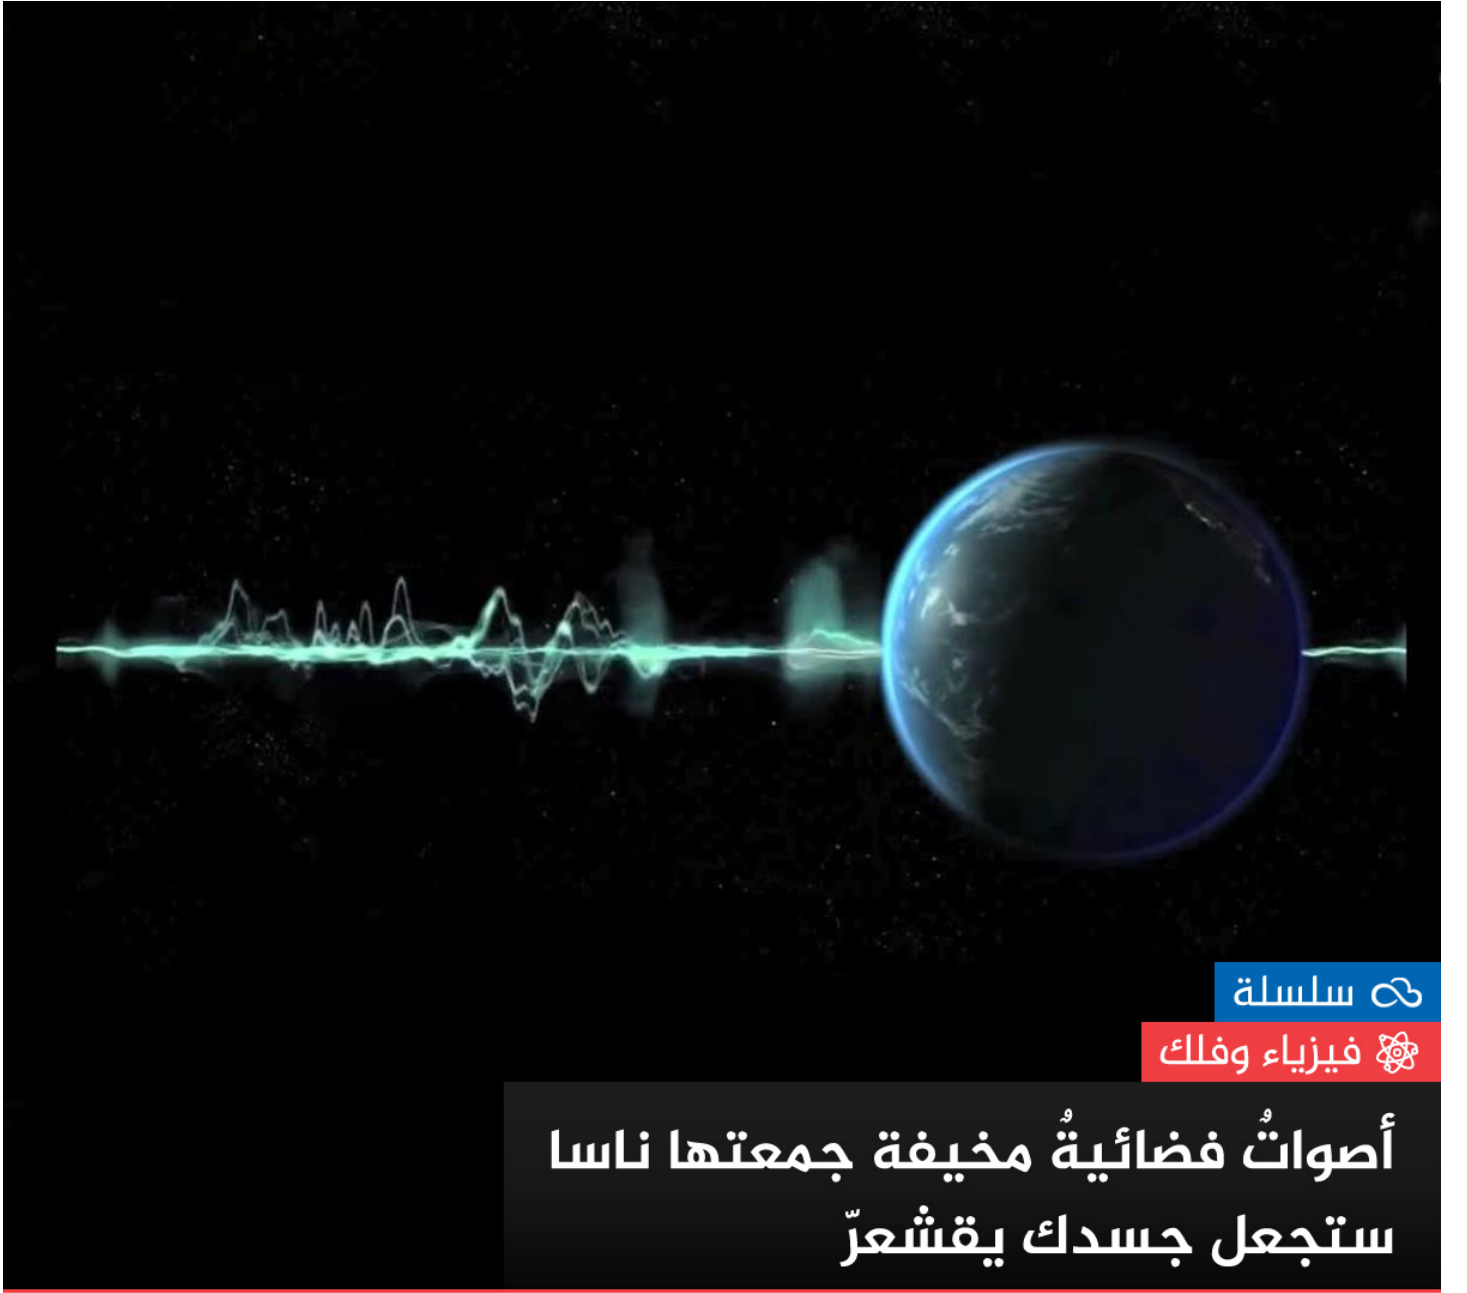 سلسلة
فيزياء وفلك
أصواتٌ فضائيةٌ مخيفة جمعتها ناسا
ستجعل جسدك يقشعرّ